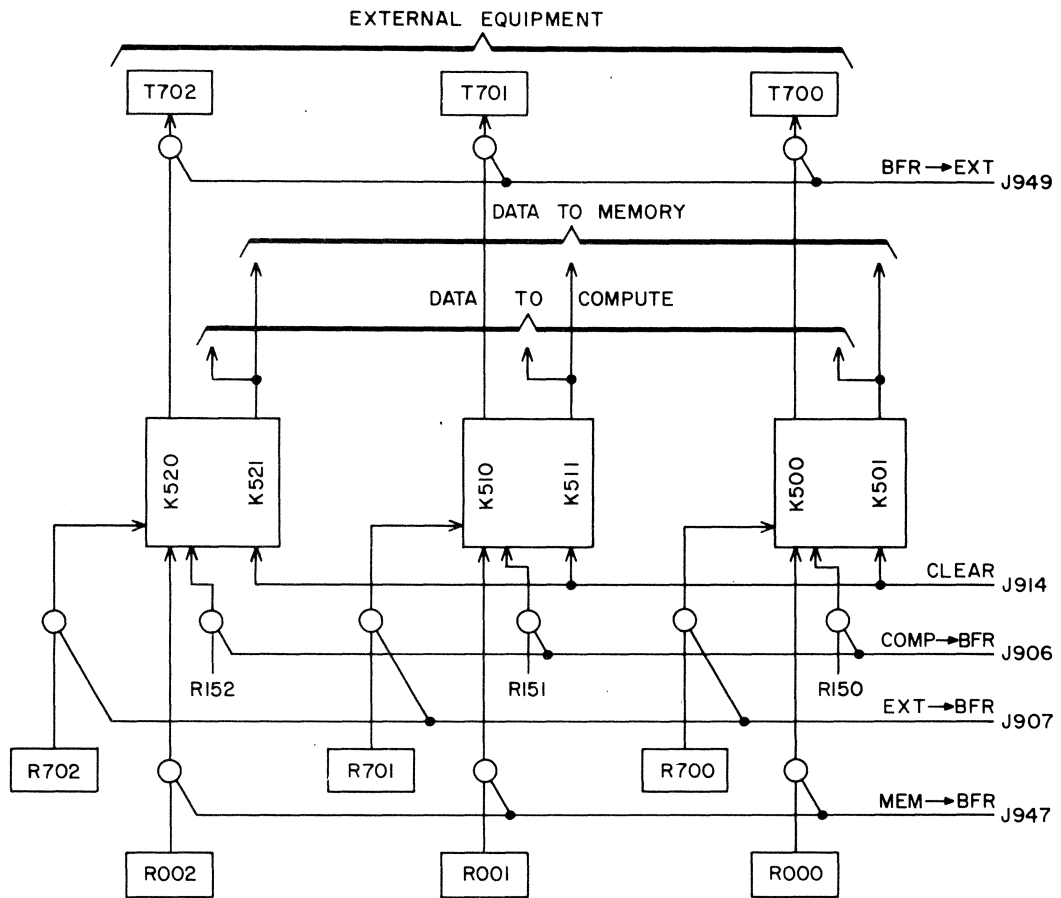 EXTERNAL EQUIPMENT
T702 T701 T700
BFR→EXT J949
DATA TO MEMORY
DATA TO COMPUTE
K520 K521 K510 K511 K500 K501
CLEAR J914
COMP→BFR J906
R152 R151 R150
EXT→BFR J907
R702 R701 R700
MEM→BFR J947
R002 R001 R000